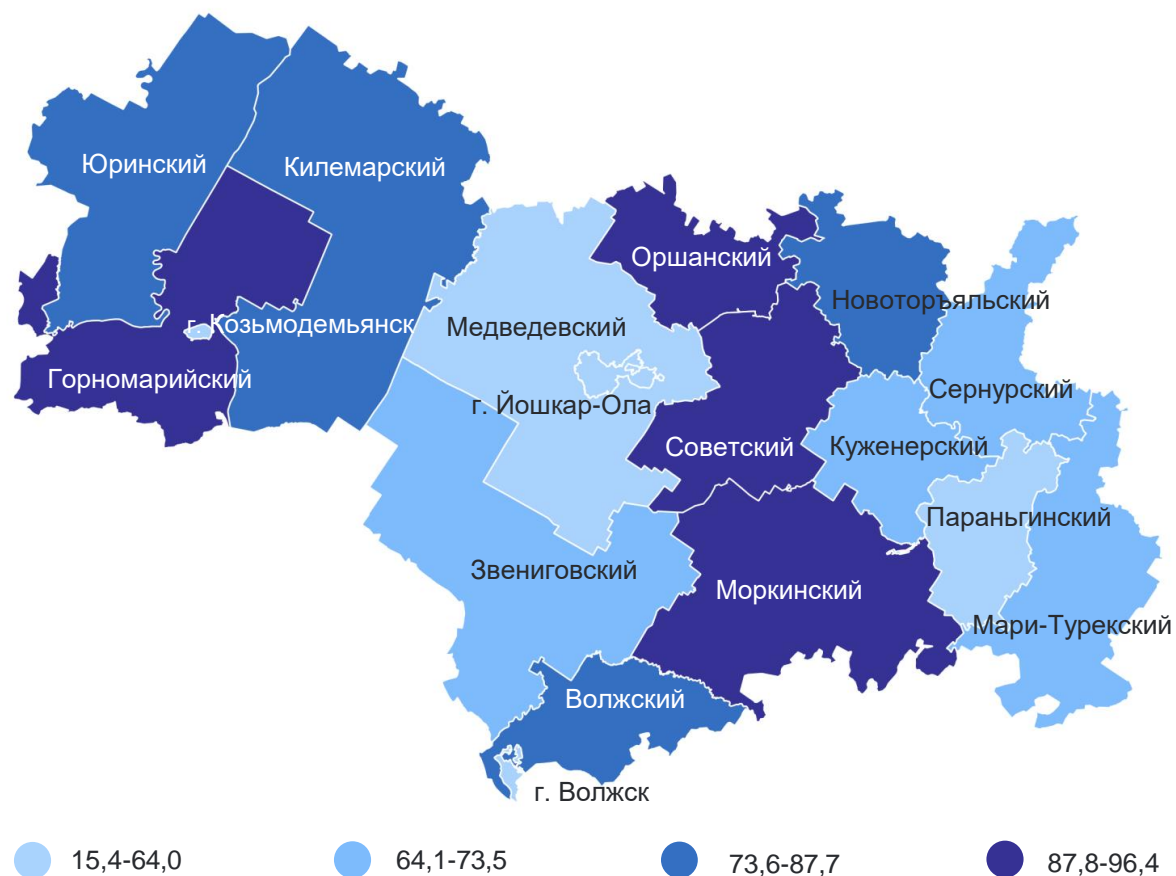 Юринский
Килемарский
Оршанский
Новоторъяльский
г. Козьмодемьянск
Медведевский
Горномарийский
Сернурский
г. Йошкар-Ола
Советский
Куженерский
Параньгинский
Звениговский
Моркинский
Мари-Турекский
Волжский
г. Волжск
15,4-64,0
64,1-73,5
73,6-87,7
87,8-96,4